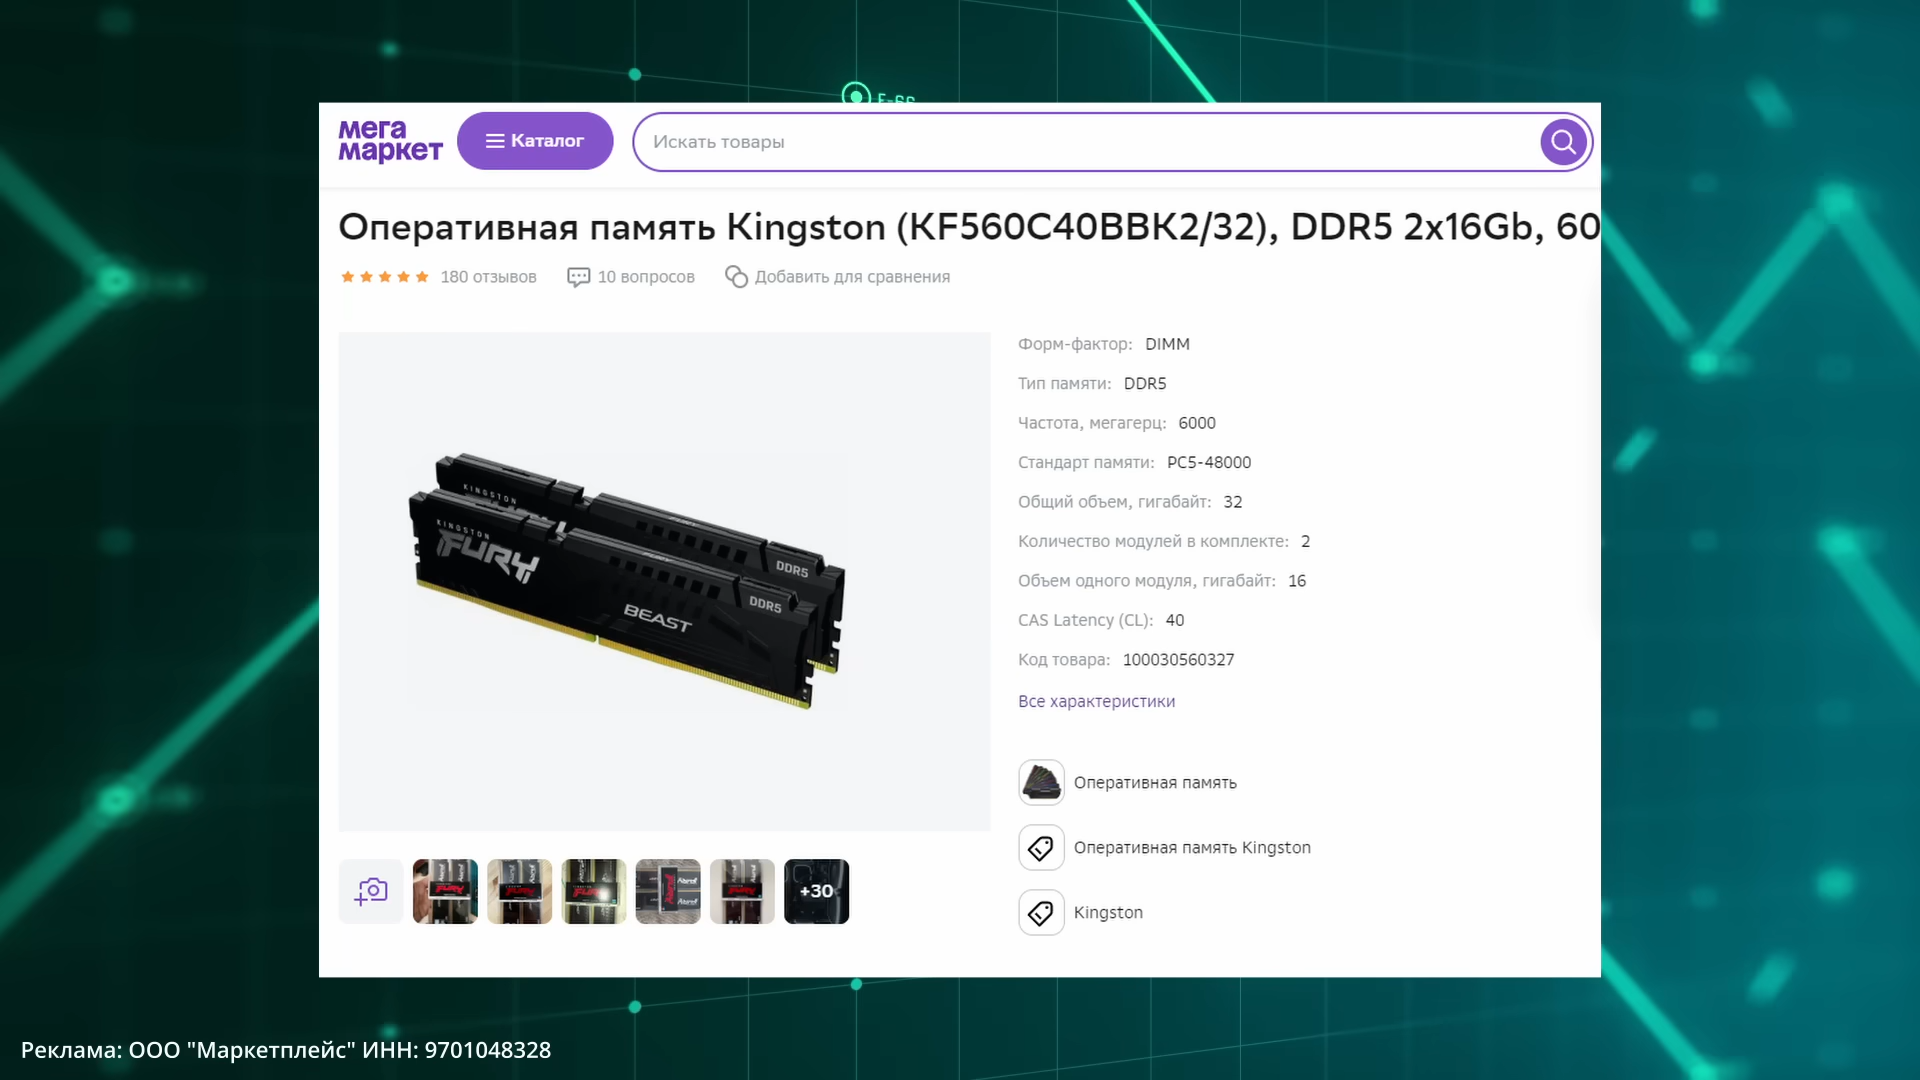 мега
маркет
Каталог
Искать товары
Оперативная память Kingston (KF560C40BBK2/32), DDR5 2x16Gb, 60
180 отзывов
10 вопросов
Добавить для сравнения
Форм-фактор: DIMM
Тип памяти: DDR5
Частота, мегагерц: 6000
Стандарт памяти: PC5-48000
Общий объем, гигабайт: 32
Количество модулей в комплекте: 2
Объем одного модуля, гигабайт: 16
CAS Latency (CL): 40
Код товара: 100030560327
Все характеристики
KINGSTON
DDR5
KINGSTON
FURY
BEAST
DDR5
Оперативная память
Оперативная память Kingston
Kingston
+30
Реклама: ООО "Маркетплейс" ИНН: 9701048328